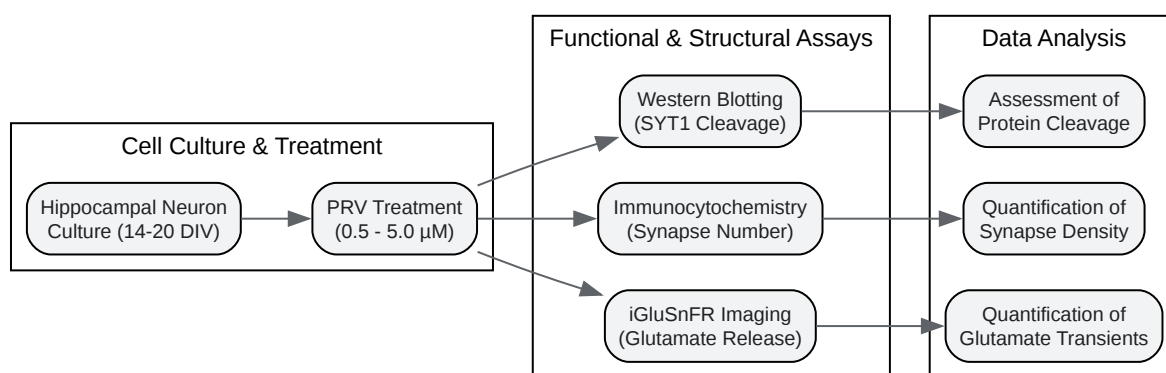 Cell Culture & Treatment
Hippocampal Neuron
Culture (14-20 DIV)
PRV Treatment
(0.5 - 5.0 µM)
Functional & Structural Assays
Western Blotting
(SYT1 Cleavage)
Immunocytochemistry
(Synapse Number)
iGluSnFR Imaging
(Glutamate Release)
Data Analysis
Assessment of
Protein Cleavage
Quantification of
Synapse Density
Quantification of
Glutamate Transients